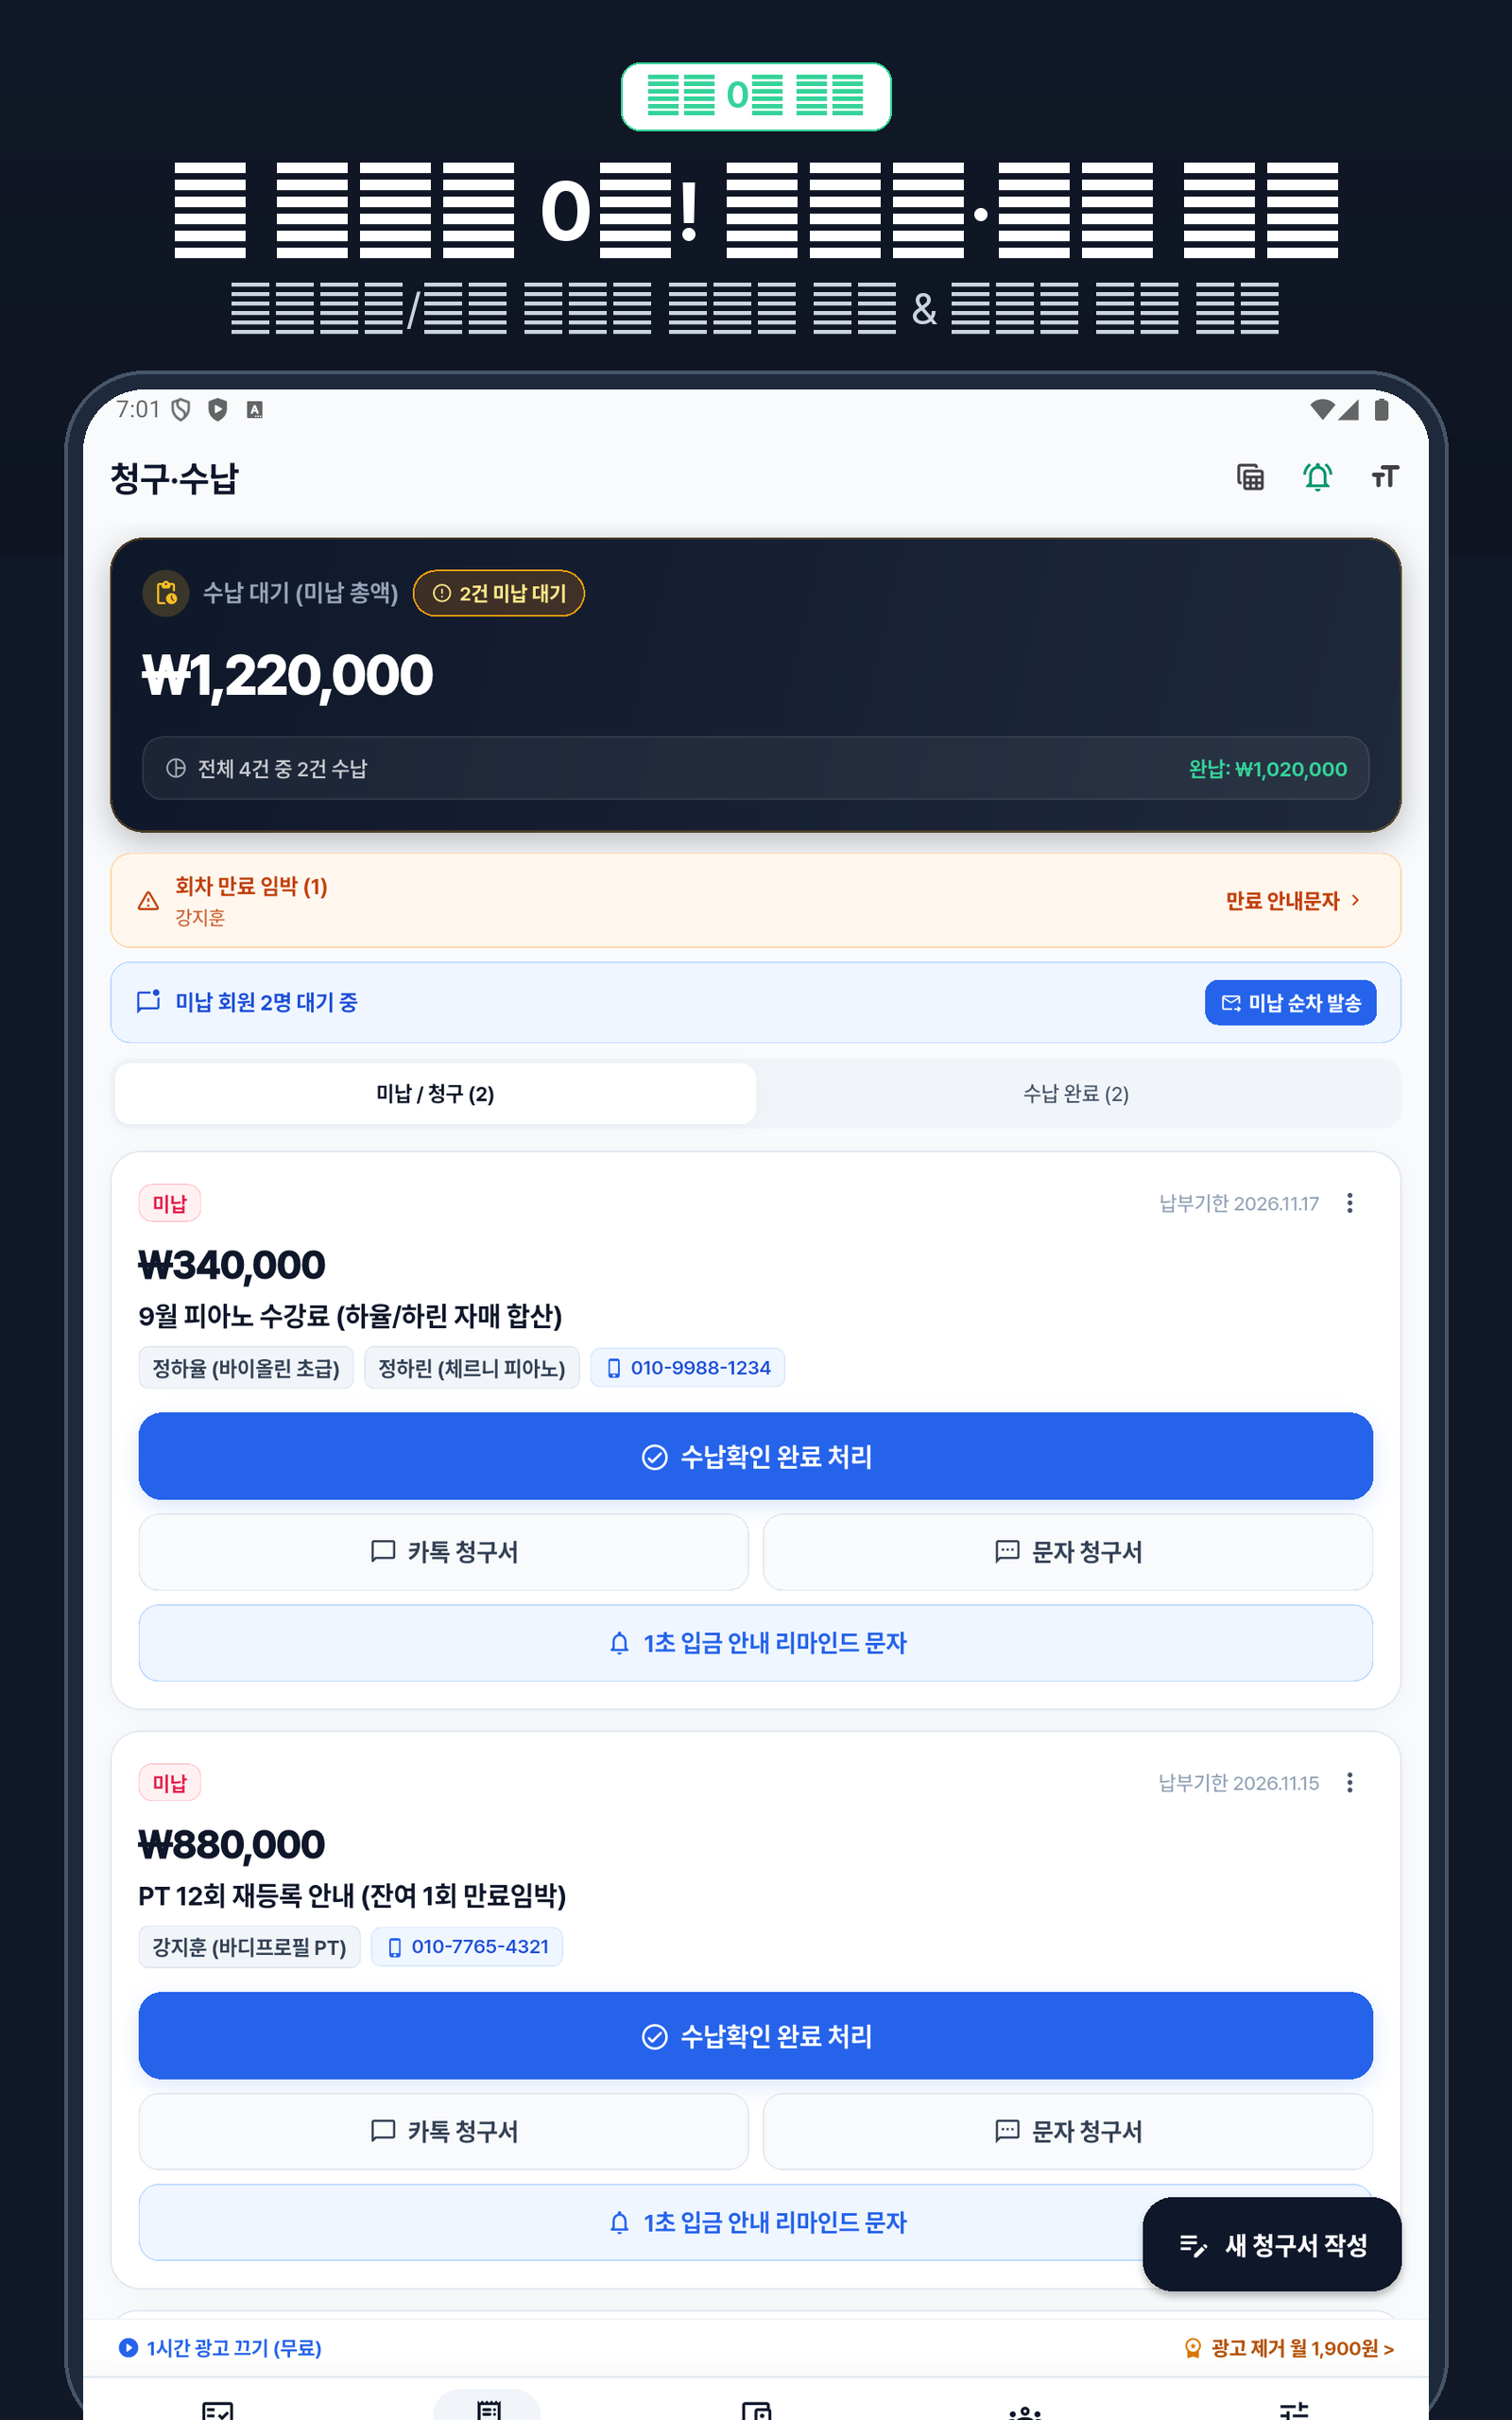 7:01
청구·수납
수납 대기 (미납 총액) 2건 미납 대기
₩1,220,000
전체 4건 중 2건 수납 완납: ₩1,020,000
회차 만료 임박 (1)
강지훈
만료 안내문자 >
미납 회원 2명 대기 중 미납 순차 발송
미납 / 청구 (2) 수납 완료 (2)
미납 납부기한 2026.11.17
₩340,000
9월 피아노 수강료 (하율/하린 자매 합산)
정하율 (바이올린 초급) 정하린 (체르니 피아노) 010-9988-1234
수납확인 완료 처리
카톡 청구서 문자 청구서
1초 입금 안내 리마인드 문자
미납 납부기한 2026.11.15
₩880,000
PT 12회 재등록 안내 (잔여 1회 만료임박)
강지훈 (바디프로필 PT) 010-7765-4321
수납확인 완료 처리
카톡 청구서 문자 청구서
1초 입금 안내 리마인드 문자
새 청구서 작성
1시간 광고 끄기 (무료) 광고 제거 월 1,900원 >